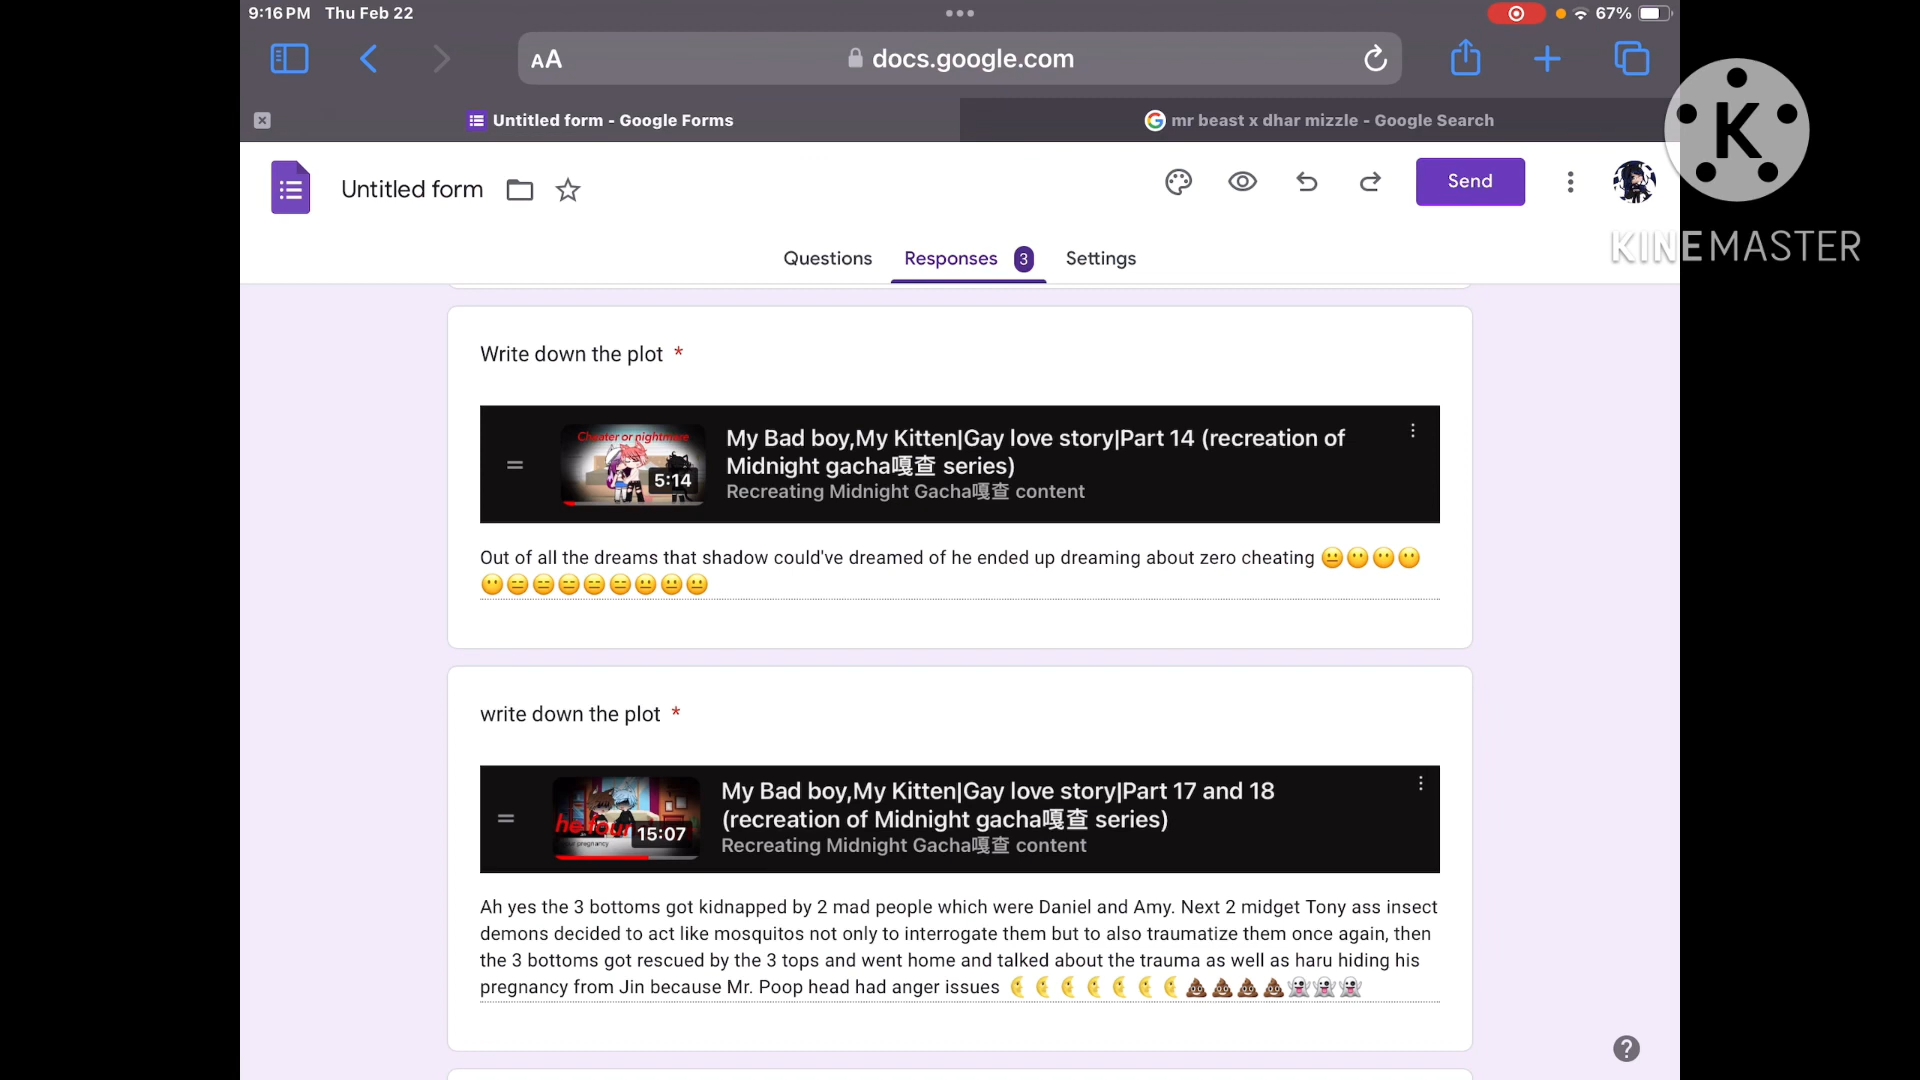 9:16 PM Thu Feb 22
67%
AA docs.google.com
Untitled form - Google Forms
mr beast x dhar mizzle - Google Search
K
KINEMASTER
Untitled form
Send
Questions Responses 3 Settings
Write down the plot *
Cheater or nightmare
5:14
My Bad boy,My Kitten|Gay love story|Part 14 (recreation of
Midnight gacha嘎查 series)
Recreating Midnight Gacha嘎查 content
Out of all the dreams that shadow could've dreamed of he ended up dreaming about zero cheating 😐😶😶😶
😶😑😑😑😑😑😐😐😐
write down the plot *
he four
your pregnancy
15:07
My Bad boy,My Kitten|Gay love story|Part 17 and 18
(recreation of Midnight gacha嘎查 series)
Recreating Midnight Gacha嘎查 content
Ah yes the 3 bottoms got kidnapped by 2 mad people which were Daniel and Amy. Next 2 midget Tony ass insect
demons decided to act like mosquitos not only to interrogate them but to also traumatize them once again, then
the 3 bottoms got rescued by the 3 tops and went home and talked about the trauma as well as haru hiding his
pregnancy from Jin because Mr. Poop head had anger issues 🌜🌜🌜🌜🌜🌜🌜💩💩💩💩👻👻👻